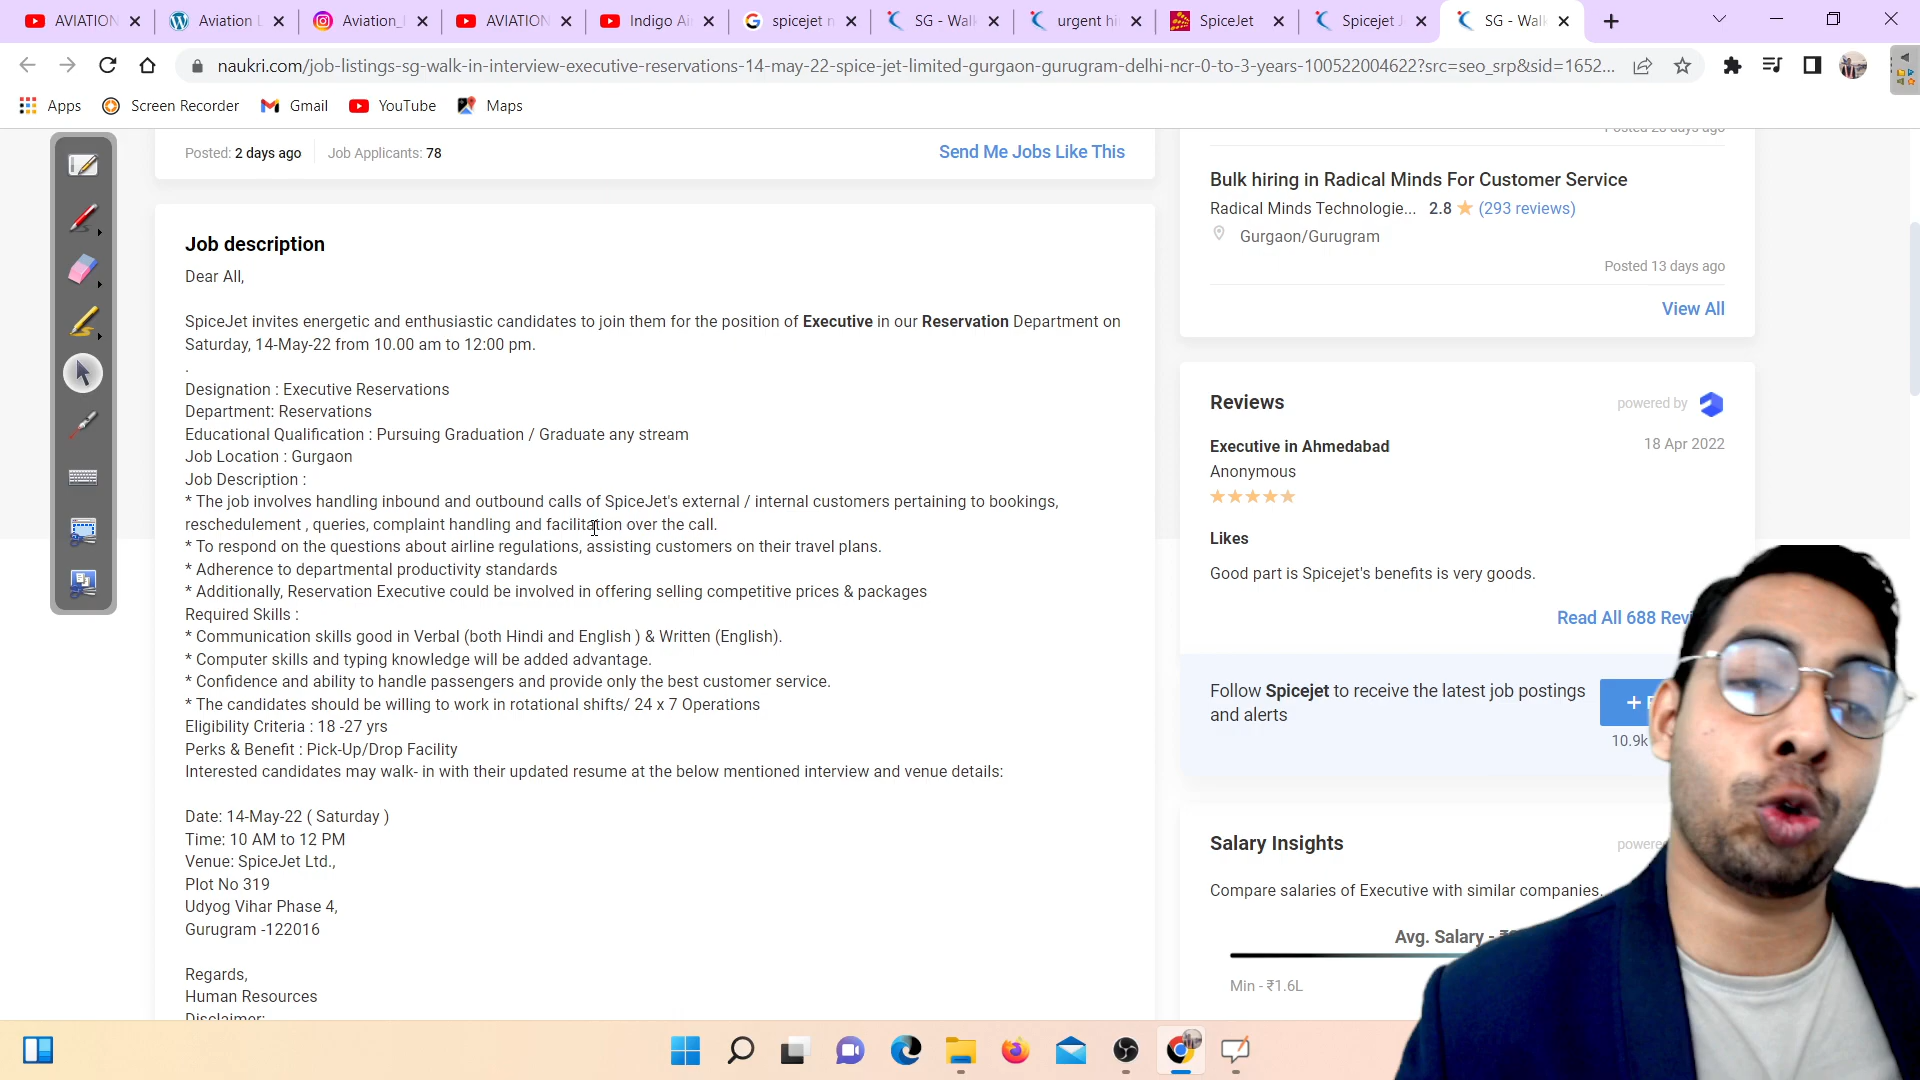 AVIATION
Aviation
Aviation_
AVIATION
Indigo Ai
spicejet n
SG - Walk
urgent hi
SpiceJet
Spicejet J
SG - Walk
naukri.com/job-listings-sg-walk-in-interview-executive-reservations-14-may-22-spice-jet-limited-gurgaon-gurugram-delhi-ncr-0-to-3-years-100522004622?src=seo_srp&sid=1652...
Apps
Screen Recorder
Gmail
YouTube
Maps
Posted: 2 days ago
Job Applicants: 78
Send Me Jobs Like This
Job description
Dear All,
SpiceJet invites energetic and enthusiastic candidates to join them for the position of Executive in our Reservation Department on
Saturday, 14-May-22 from 10.00 am to 12:00 pm.
.
Designation : Executive Reservations
Department: Reservations
Educational Qualification : Pursuing Graduation / Graduate any stream
Job Location : Gurgaon
Job Description :
* The job involves handling inbound and outbound calls of SpiceJet's external / internal customers pertaining to bookings,
reschedulement , queries, complaint handling and facilitation over the call.
* To respond on the questions about airline regulations, assisting customers on their travel plans.
* Adherence to departmental productivity standards
* Additionally, Reservation Executive could be involved in offering selling competitive prices & packages
Required Skills :
* Communication skills good in Verbal (both Hindi and English ) & Written (English).
* Computer skills and typing knowledge will be added advantage.
* Confidence and ability to handle passengers and provide only the best customer service.
* The candidates should be willing to work in rotational shifts/ 24 x 7 Operations
Eligibility Criteria : 18 -27 yrs
Perks & Benefit : Pick-Up/Drop Facility
Interested candidates may walk- in with their updated resume at the below mentioned interview and venue details:
Date: 14-May-22 ( Saturday )
Time: 10 AM to 12 PM
Venue: SpiceJet Ltd.,
Plot No 319
Udyog Vihar Phase 4,
Gurugram -122016
Regards,
Human Resources
Disclaimer:
Posted 28 days ago
Bulk hiring in Radical Minds For Customer Service
Radical Minds Technologie... 2.8 (293 reviews)
Gurgaon/Gurugram
Posted 13 days ago
View All
Reviews
powered by
Executive in Ahmedabad
18 Apr 2022
Anonymous
Likes
Good part is Spicejet's benefits is very goods.
Read All 688 Revi
Follow Spicejet to receive the latest job postings
and alerts
+
10.9k
Salary Insights
powere
Compare salaries of Executive with similar companies.
Avg. Salary -
Min - ₹1.6L